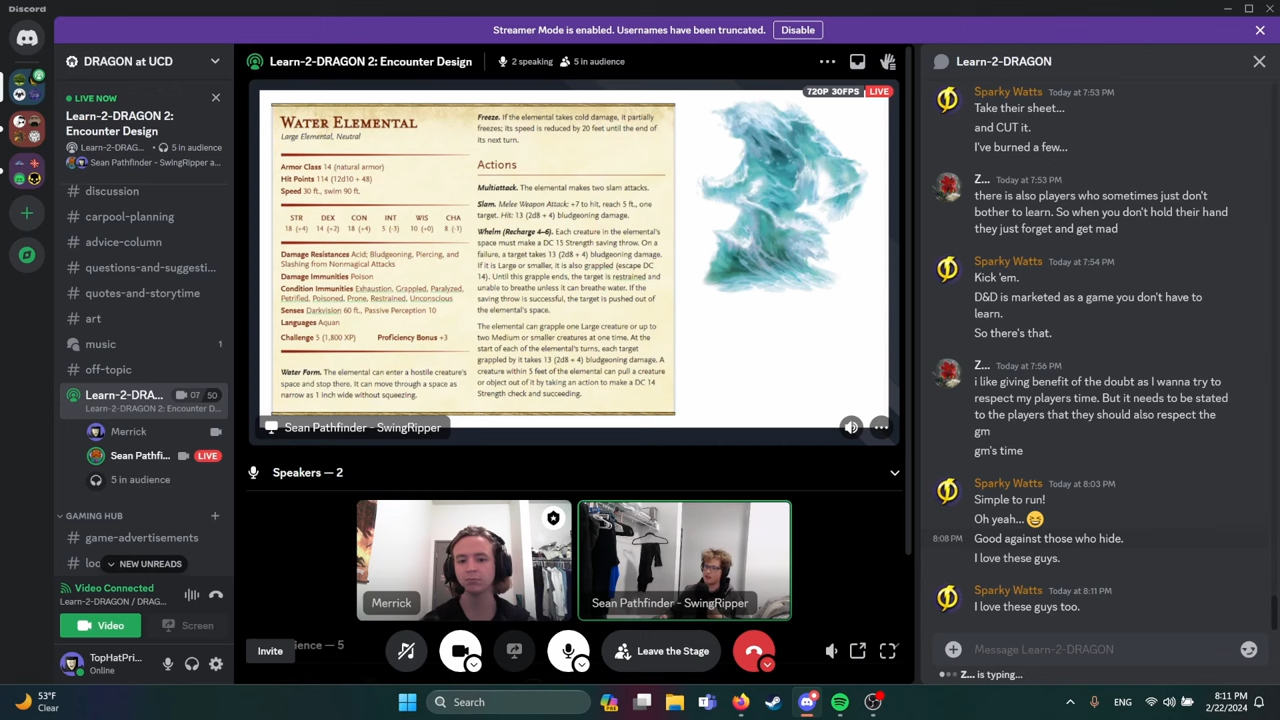 Discord
Streamer Mode is enabled. Usernames have been truncated.
Disable
DRAGON at UCD
LIVE NOW
Learn-2-DRAGON 2:
Encounter Design
Learn-2-DRAG... 5 in audience
Sean Pathfinder - SwingRipper a...
discussion
carpool-planning
advice-column
questions-and-suggesti...
quotes-and-storytime
art
music 1
off-topic
Learn-2-DRA... 07 50
Learn-2-DRAGON 2: Encounter D...
Merrick
Sean Pathfi... LIVE
5 in audience
GAMING HUB
game-advertisements
NEW UNREADS
Video Connected
Learn-2-DRAGON / DRAG...
Video
Screen
TopHatPri...
Online
Learn-2-DRAGON 2: Encounter Design
2 speaking 5 in audience
720P 30FPS LIVE
WATER ELEMENTAL
Large Elemental, Neutral
Armor Class 14 (natural armor)
Hit Points 114 (12d10 + 48)
Speed 30 ft., swim 90 ft.
STR DEX CON INT WIS CHA
18 (+4) 14 (+2) 18 (+4) 5 (-3) 10 (+0) 8 (-1)
Damage Resistances Acid; Bludgeoning, Piercing, and
Slashing from Nonmagical Attacks
Damage Immunities Poison
Condition Immunities Exhaustion, Grappled, Paralyzed,
Petrified, Poisoned, Prone, Restrained, Unconscious
Senses Darkvision 60 ft., Passive Perception 10
Languages Aquan
Challenge 5 (1,800 XP) Proficiency Bonus +3
Water Form. The elemental can enter a hostile creature's
space and stop there. It can move through a space as
narrow as 1 inch wide without squeezing.
Freeze. If the elemental takes cold damage, it partially
freezes; its speed is reduced by 20 feet until the end of
its next turn.
Actions
Multiattack. The elemental makes two slam attacks.
Slam. Melee Weapon Attack: +7 to hit, reach 5 ft., one
target. Hit: 13 (2d8 + 4) bludgeoning damage.
Whelm (Recharge 4–6). Each creature in the elemental's
space must make a DC 15 Strength saving throw. On a
failure, a target takes 13 (2d8 + 4) bludgeoning damage.
If it is Large or smaller, it is also grappled (escape DC
14). Until this grapple ends, the target is restrained and
unable to breathe unless it can breathe water. If the
saving throw is successful, the target is pushed out of
the elemental's space.
The elemental can grapple one Large creature or up to
two Medium or smaller creatures at one time. At the
start of each of the elemental's turns, each target
grappled by it takes 13 (2d8 + 4) bludgeoning damage. A
creature within 5 feet of the elemental can pull a creature
or object out of it by taking an action to make a DC 14
Strength check and succeeding.
Sean Pathfinder - SwingRipper
Speakers — 2
Merrick
Sean Pathfinder - SwingRipper
Invite
ience — 5
Leave the Stage
Learn-2-DRAGON
Sparky Watts Today at 7:53 PM
Take their sheet...
and CUT it.
I've burned a few...
Z... Today at 7:53 PM
there is also players who sometimes just don't
bother to learn. So when you don't hold their hand
they just forget and get mad
Sparky Watts Today at 7:54 PM
Kick 'em.
D&D is marketed as a game you don't have to
learn.
So there's that.
Z... Today at 7:56 PM
i like giving benefit of the doubt as I wanna try to
respect my players time. But it needs to be stated
to the players that they should also respect the
gm
gm's time
Sparky Watts Today at 8:03 PM
Simple to run!
Oh yeah... 😄
8:08 PM Good against those who hide.
I love these guys.
Sparky Watts Today at 8:11 PM
I love these guys too.
Message Learn-2-DRAGON
Z... is typing...
53°F
Clear
Search
PRE
ENG
8:11 PM
2/22/2024